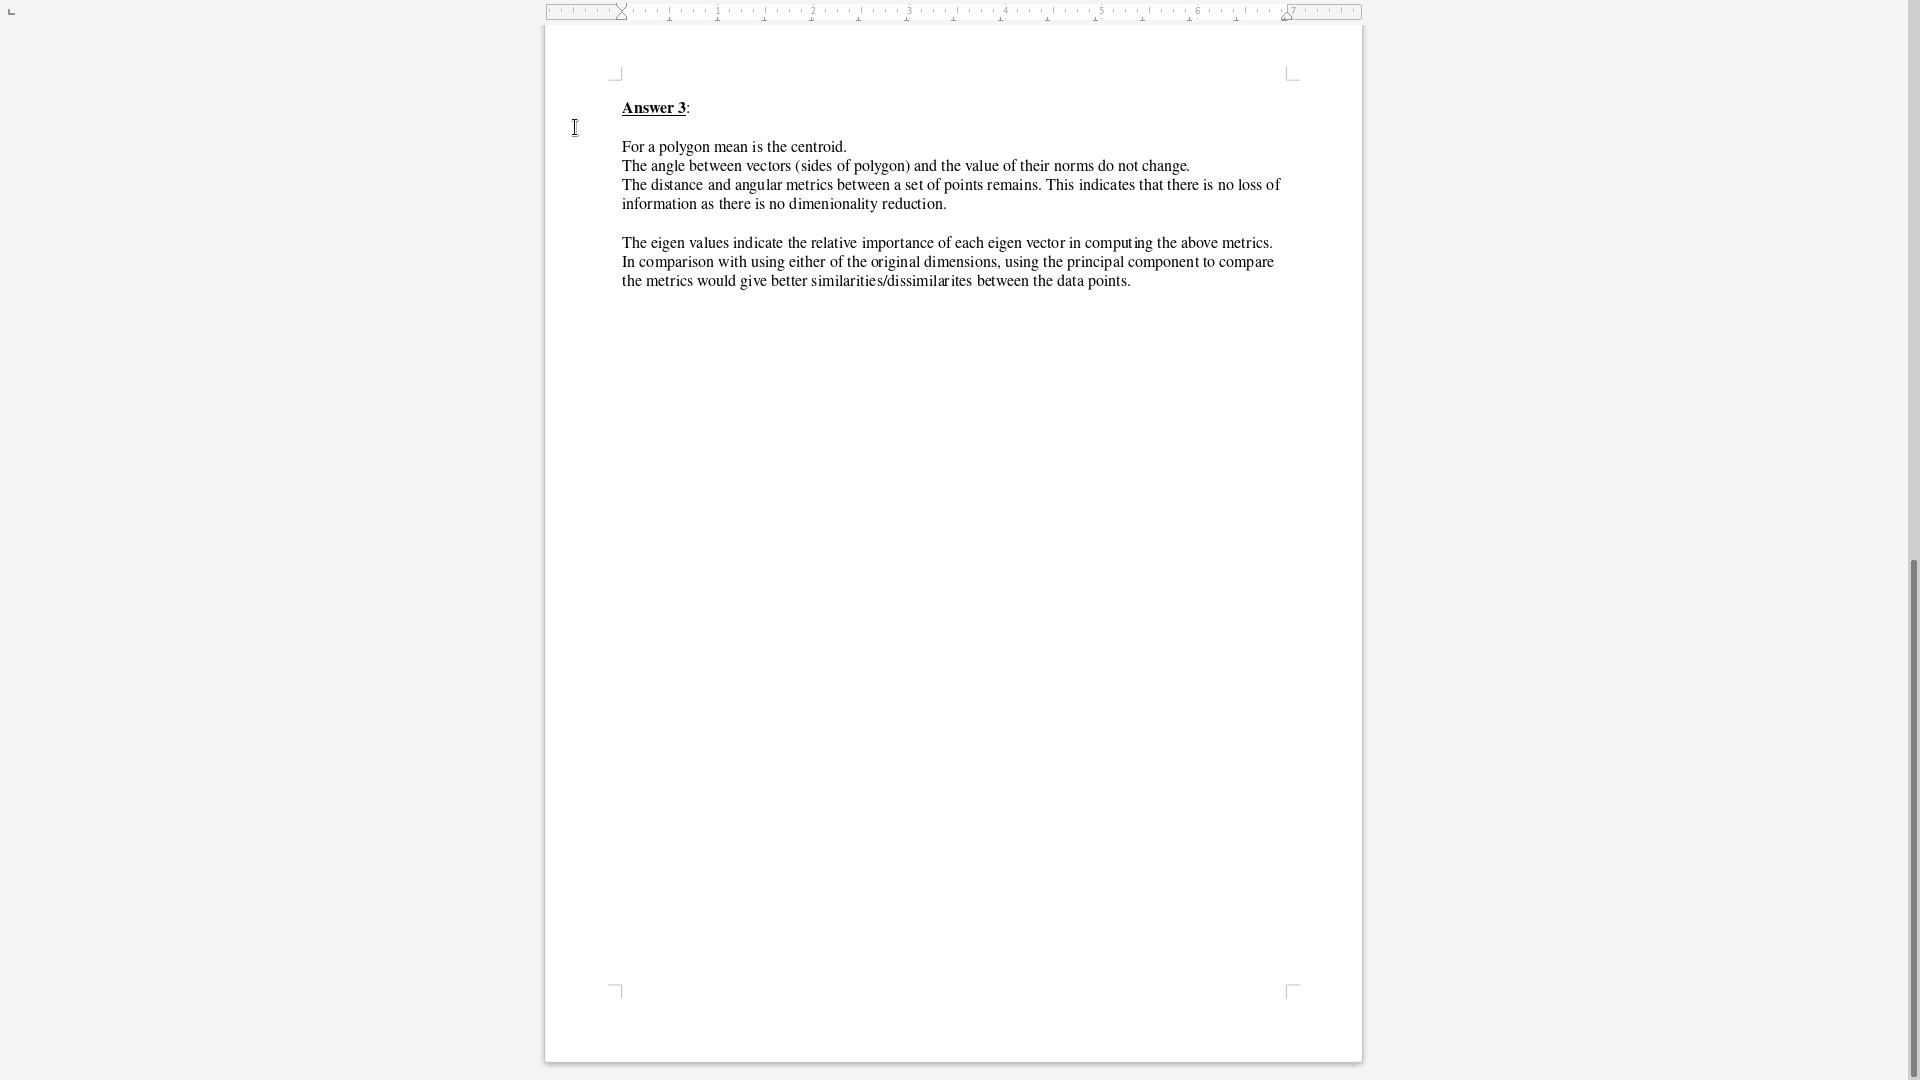 1 2 3 4 5 6 7
Answer 3:
For a polygon mean is the centroid.
The angle between vectors (sides of polygon) and the value of their norms do not change.
The distance and angular metrics between a set of points remains. This indicates that there is no loss of
information as there is no dimenionality reduction.
The eigen values indicate the relative importance of each eigen vector in computing the above metrics.
In comparison with using either of the original dimensions, using the principal component to compare
the metrics would give better similarities/dissimilarites between the data points.